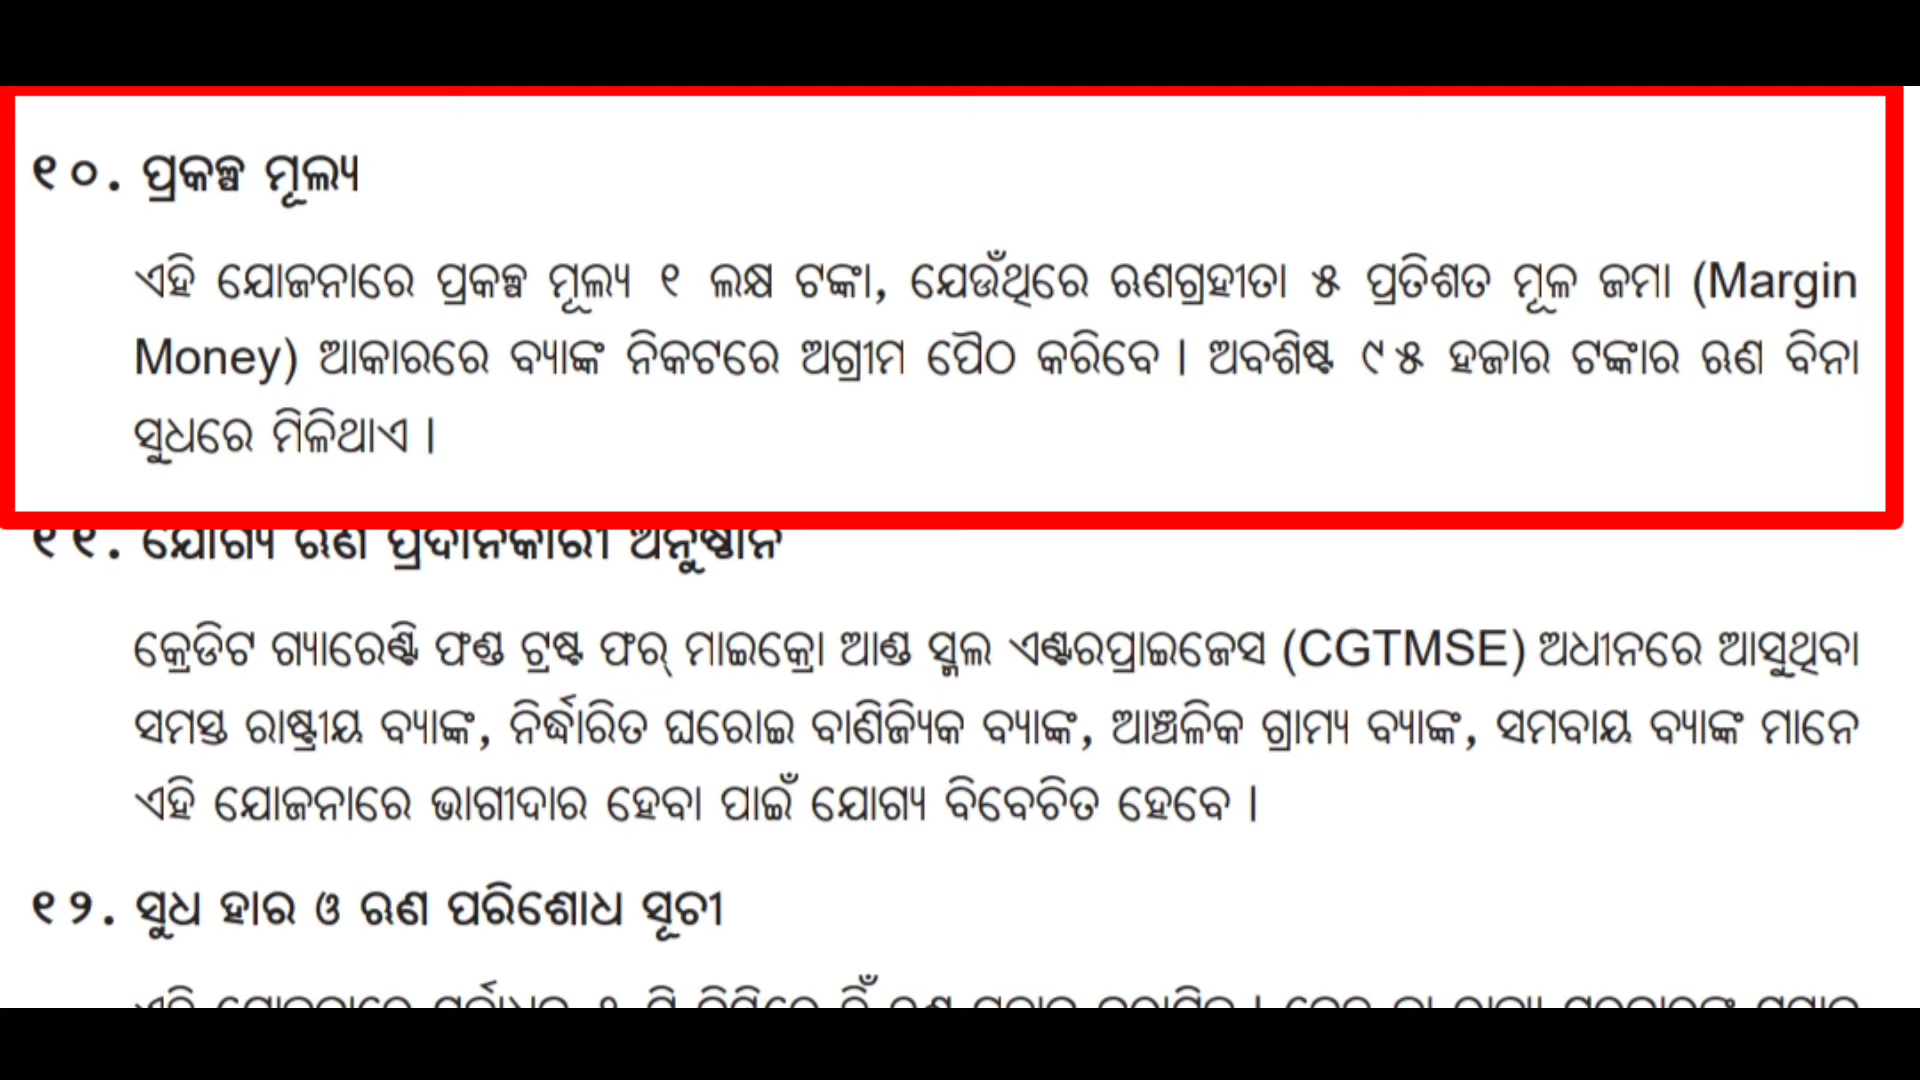 ୧୦. ପ୍ରକଳ୍ପ ମୂଲ୍ୟ
ଏହି ଯୋଜନାରେ ପ୍ରକଳ୍ପ ମୂଲ୍ୟ ୧ ଲକ୍ଷ ଟଙ୍କା, ଯେଉଁଥିରେ ଋଣଗ୍ରହୀତା ୫ ପ୍ରତିଶତ ମୂଳ ଜମା (Margin
Money) ଆକାରରେ ବ୍ୟାଙ୍କ ନିକଟରେ ଅଗ୍ରୀମ ପୈଠ କରିବେ । ଅବଶିଷ୍ଟ ୯୫ ହଜାର ଟଙ୍କାର ଋଣ ବିନା
ସୁଧରେ ମିଳିଥାଏ ।
୧୧. ଯୋଗ୍ୟ ଋଣ ପ୍ରଦାନକାରୀ ଅନୁଷ୍ଠାନ
କ୍ରେଡିଟ ଗ୍ୟାରେଣ୍ଟି ଫଣ୍ଡ ଟ୍ରଷ୍ଟ ଫର୍ ମାଇକ୍ରୋ ଆଣ୍ଡ ସ୍ମଲ ଏଣ୍ଟରପ୍ରାଇଜେସ (CGTMSE) ଅଧୀନରେ ଆସୁଥିବା
ସମସ୍ତ ରାଷ୍ଟ୍ରୀୟ ବ୍ୟାଙ୍କ, ନିର୍ଦ୍ଧାରିତ ଘରୋଇ ବାଣିଜ୍ୟିକ ବ୍ୟାଙ୍କ, ଆଞ୍ଚଳିକ ଗ୍ରାମ୍ୟ ବ୍ୟାଙ୍କ, ସମବାୟ ବ୍ୟାଙ୍କ ମାନେ
ଏହି ଯୋଜନାରେ ଭାଗୀଦାର ହେବା ପାଇଁ ଯୋଗ୍ୟ ବିବେଚିତ ହେବେ ।
୧୨. ସୁଧ ହାର ଓ ଋଣ ପରିଶୋଧ ସୂଚୀ